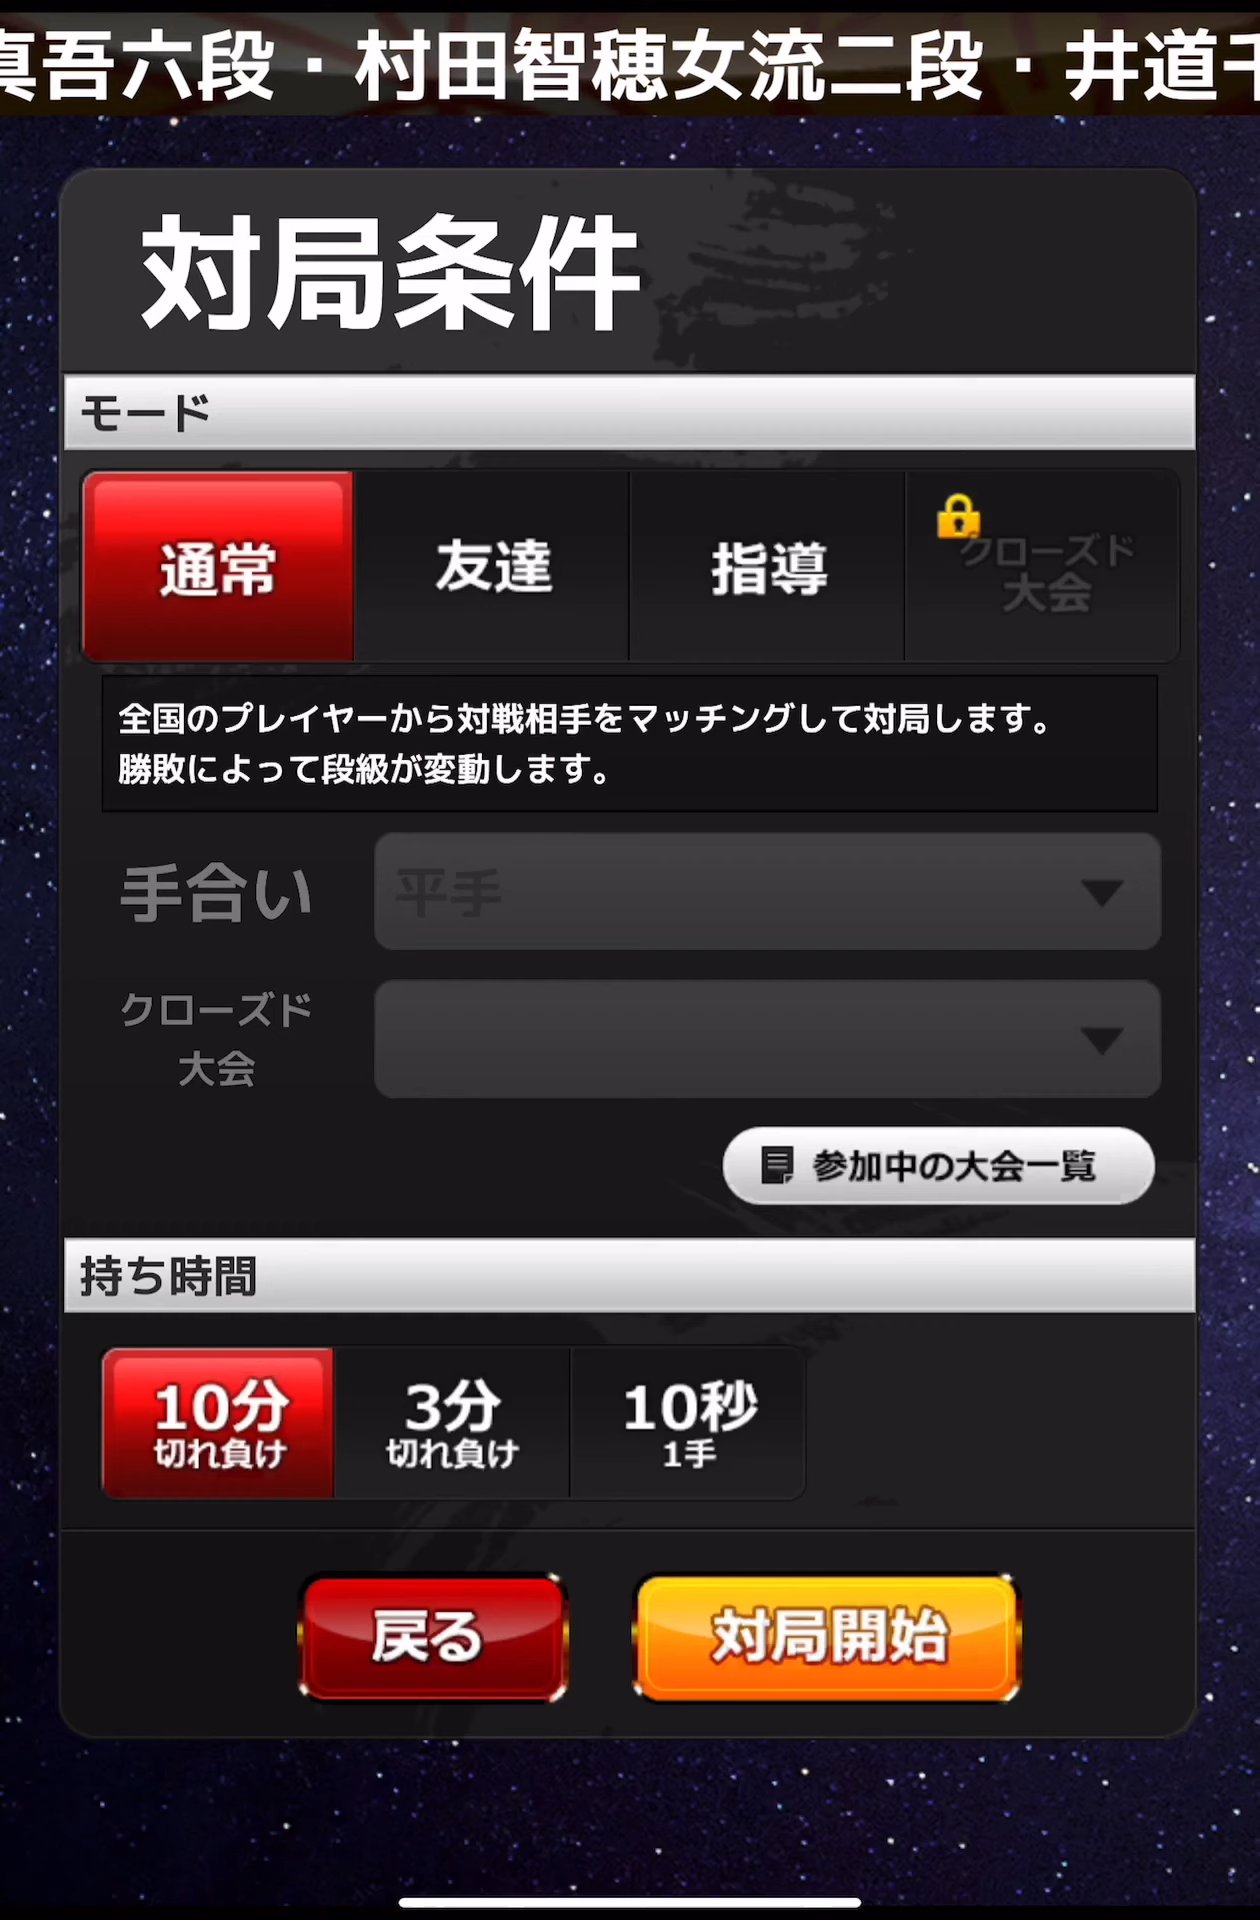 真吾六段・村田智穂女流二段・井道千
対局条件
モード
通常
友達
指導
クローズド
大会
全国のプレイヤーから対戦相手をマッチングして対局します。
勝敗によって段級が変動します。
手合い
平手
クローズド
大会
参加中の大会一覧
持ち時間
10分
切れ負け
3分
切れ負け
10秒
1手
戻る
対局開始